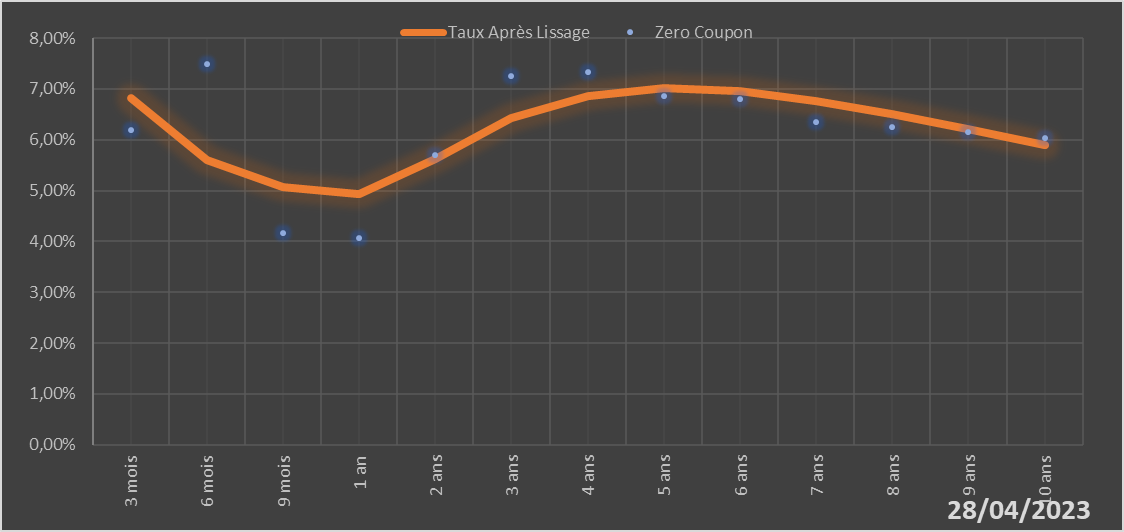 Taux Après Lissage
Zero Coupon
8,00%
7,00%
6,00%
5,00%
4,00%
3,00%
2,00%
1,00%
0,00%
3 mois
6 mois
9 mois
1 an
2 ans
3 ans
4 ans
5 ans
6 ans
7 ans
8 ans
9 ans
10 ans
28/04/2023